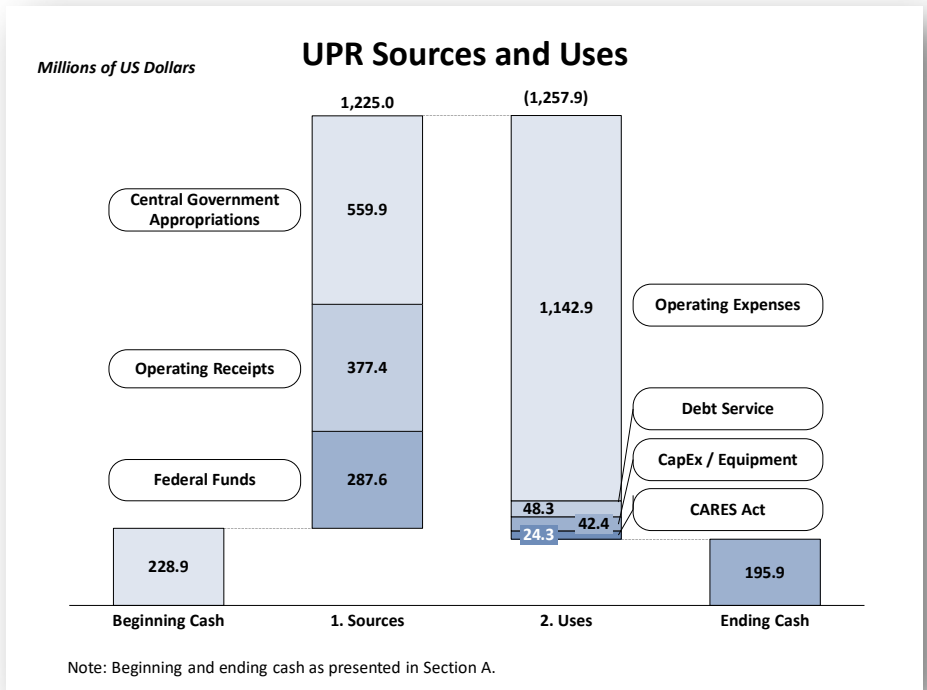 UPR Sources and Uses
Millions of US Dollars
1,225.0
(1,257.9)
Central Government
Appropriations
559.9
1,142.9
Operating Expenses
Operating Receipts
377.4
Debt Service
CapEx / Equipment
Federal Funds
287.6
48.3
42.4
CARES Act
24.3
228.9
195.9
Beginning Cash
1. Sources
2. Uses
Ending Cash
Note: Beginning and ending cash as presented in Section A.